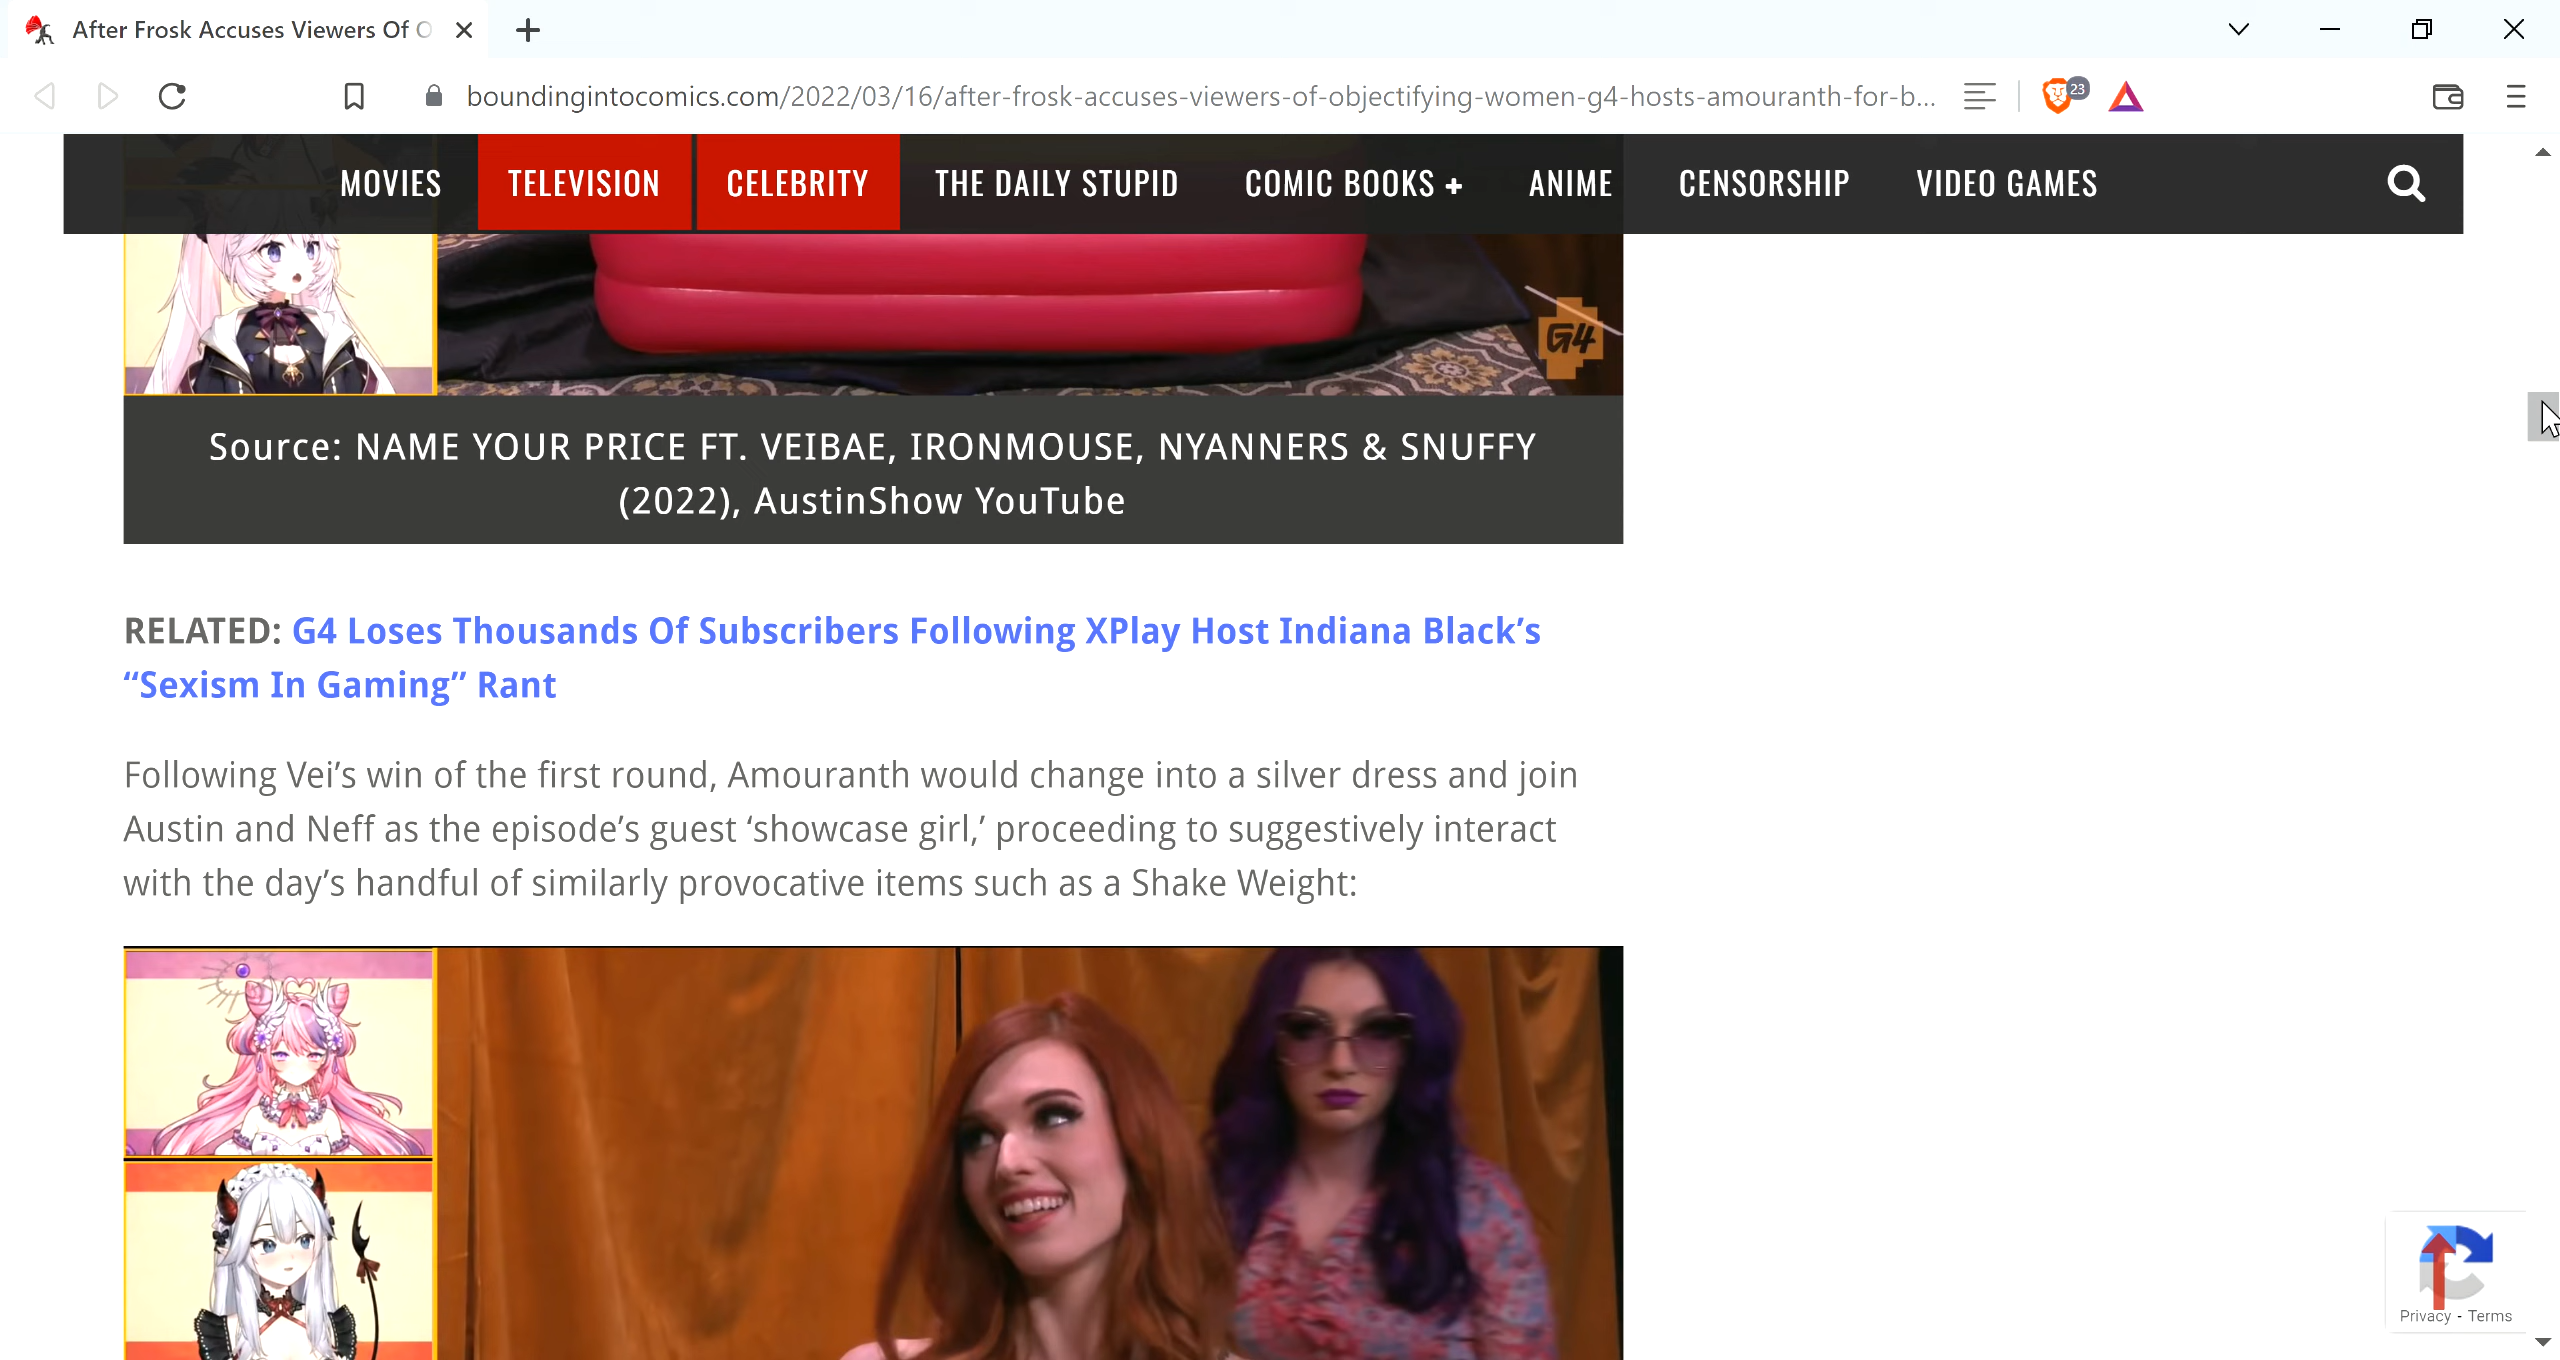 After Frosk Accuses Viewers Of O
boundingintocomics.com/2022/03/16/after-frosk-accuses-viewers-of-objectifying-women-g4-hosts-amouranth-for-b...
23
MOVIES TELEVISION CELEBRITY THE DAILY STUPID COMIC BOOKS + ANIME CENSORSHIP VIDEO GAMES
G4
Source: NAME YOUR PRICE FT. VEIBAE, IRONMOUSE, NYANNERS & SNUFFY
(2022), AustinShow YouTube
RELATED: G4 Loses Thousands Of Subscribers Following XPlay Host Indiana Black’s
“Sexism In Gaming” Rant
Following Vei’s win of the first round, Amouranth would change into a silver dress and join
Austin and Neff as the episode’s guest ‘showcase girl,’ proceeding to suggestively interact
with the day’s handful of similarly provocative items such as a Shake Weight:
Privacy - Terms